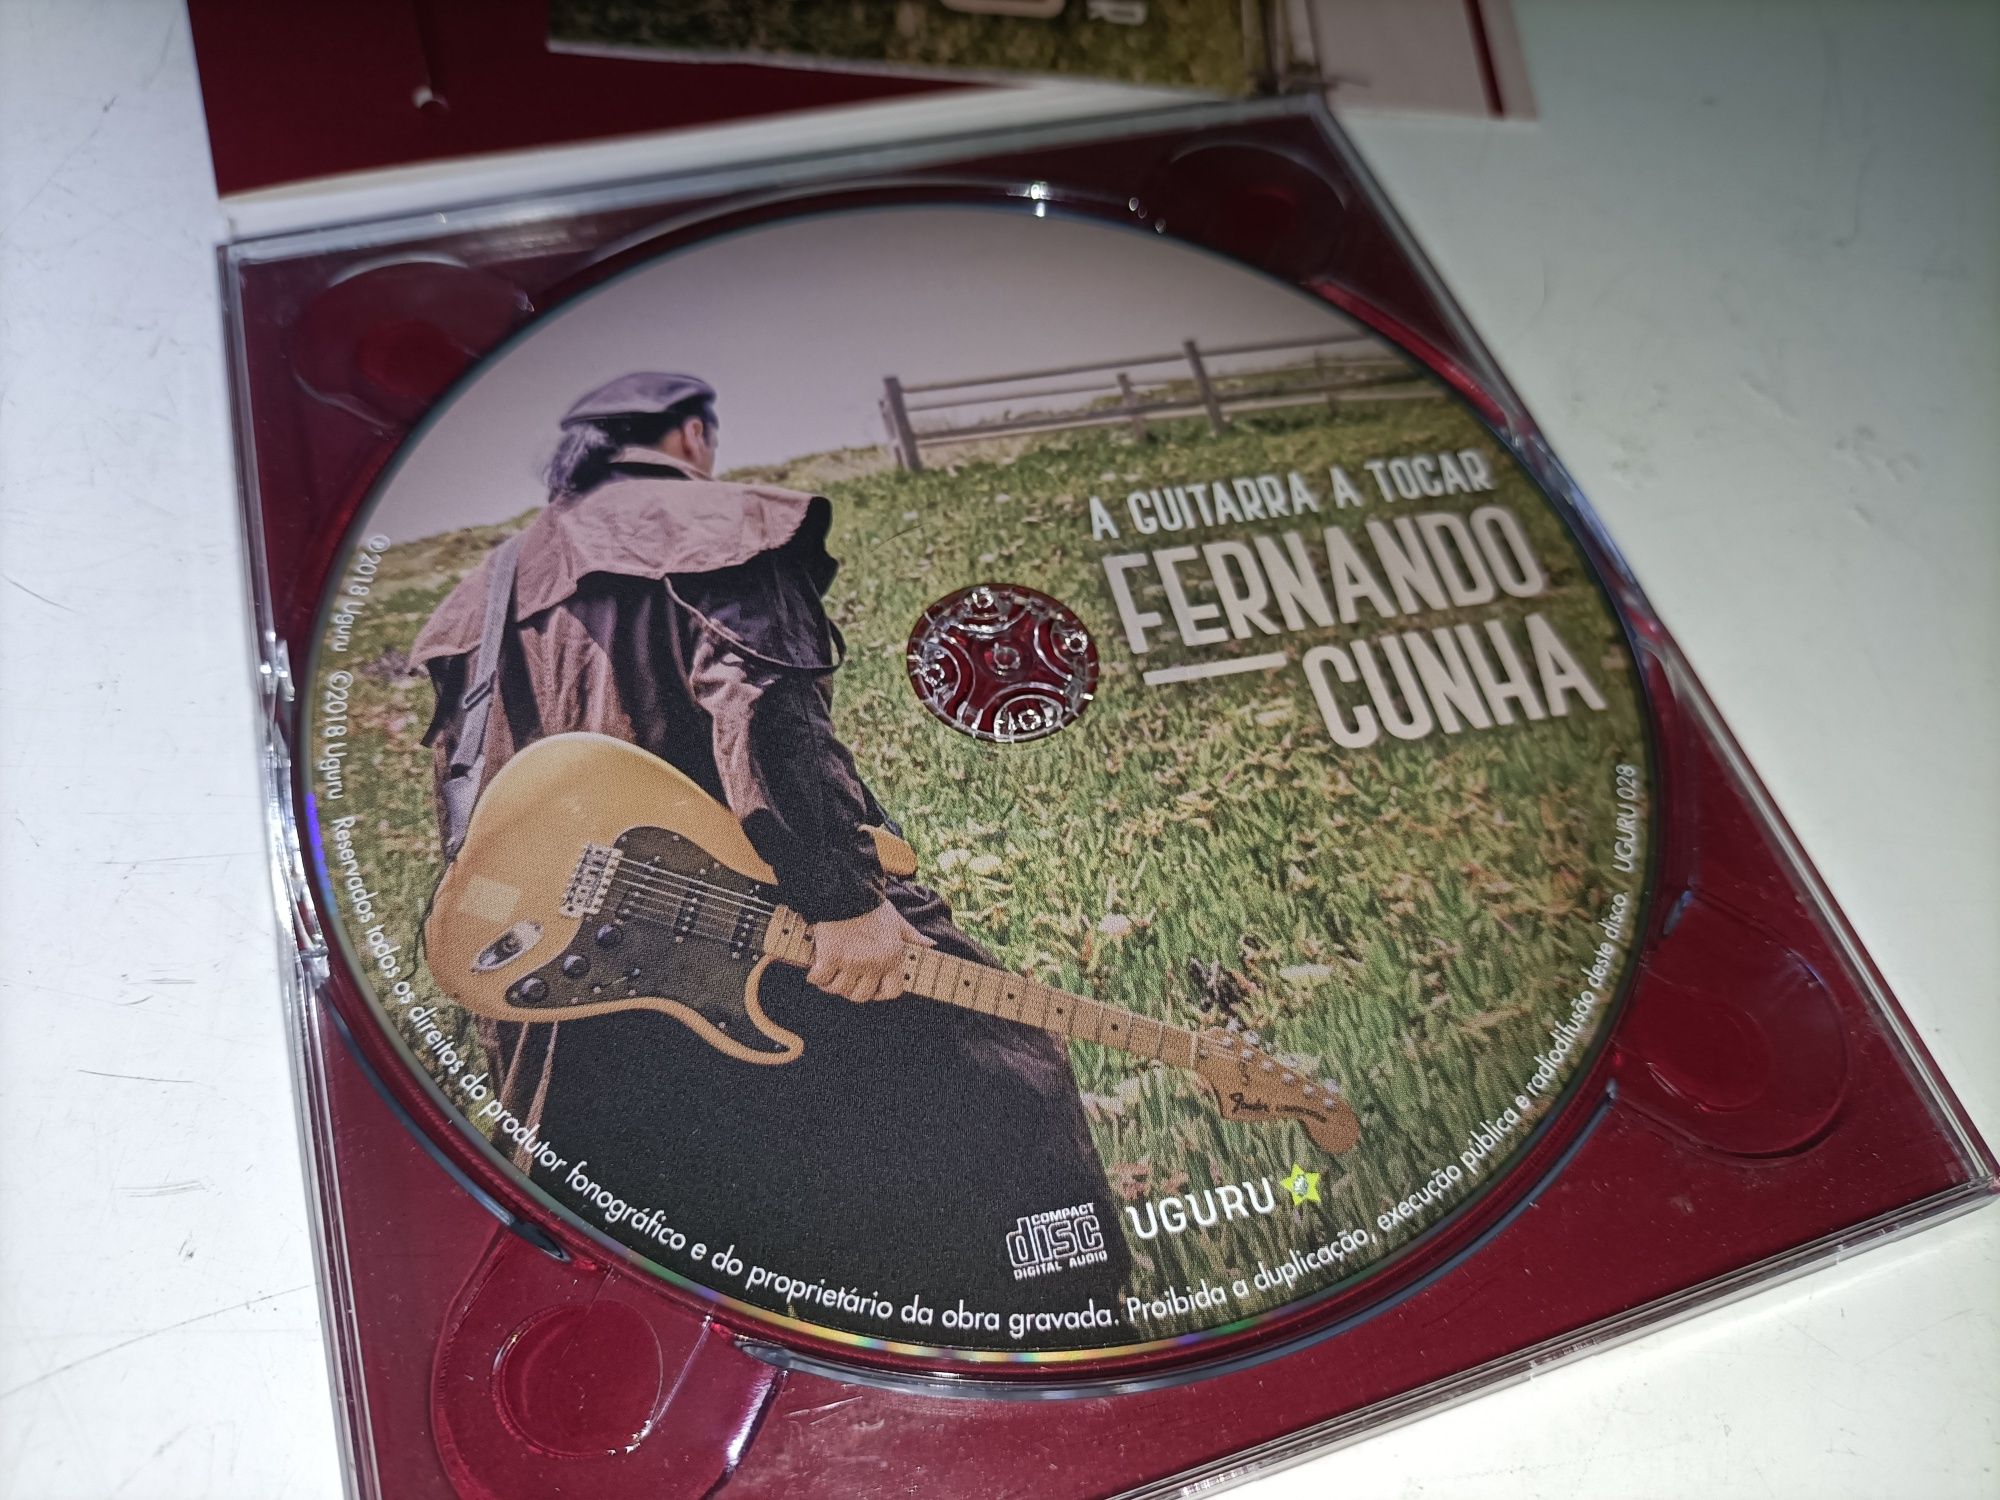 A GUITARRA A TOCAR
FERNANDO
CUNHA
℗2018 Uguru ©2018 Uguru Reservados todos os direitos do produtor fonográfico e do proprietário da obra gravada. Proibida a duplicação, execução pública e radiodifusão deste disco. UGURU 028
COMPACT
disc
DIGITAL AUDIO
UGURU
Fender